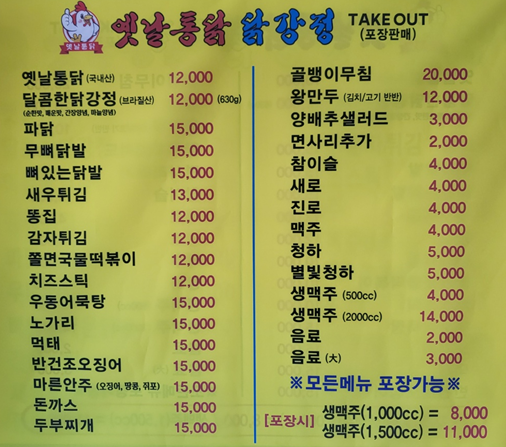 옛날통닭
옛날통닭 닭강정 TAKE OUT
(포장판매)
옛날통닭 (국내산) 12,000
달콤한닭강정 (브라질산) 12,000 (630g)
(순한맛, 매운맛, 간장양념, 마늘양념)
파닭 15,000
무뼈닭발 15,000
뼈있는닭발 15,000
새우튀김 13,000
똥집 12,000
감자튀김 12,000
쫄면국물떡볶이 12,000
치즈스틱 12,000
우동어묵탕 15,000
노가리 15,000
먹태 15,000
반건조오징어 15,000
마른안주 (오징어, 땅콩, 쥐포) 15,000
돈까스 15,000
두부찌개 15,000
골뱅이무침 20,000
왕만두 (김치/고기 반반) 12,000
양배추샐러드 3,000
면사리추가 2,000
참이슬 4,000
새로 4,000
진로 4,000
맥주 4,000
청하 5,000
별빛청하 5,000
생맥주 (500cc) 4,000
생맥주 (2000cc) 14,000
음료 2,000
음료 (大) 3,000
※모든메뉴 포장가능※
[포장시] 생맥주(1,000cc) = 8,000
생맥주(1,500cc) = 11,000